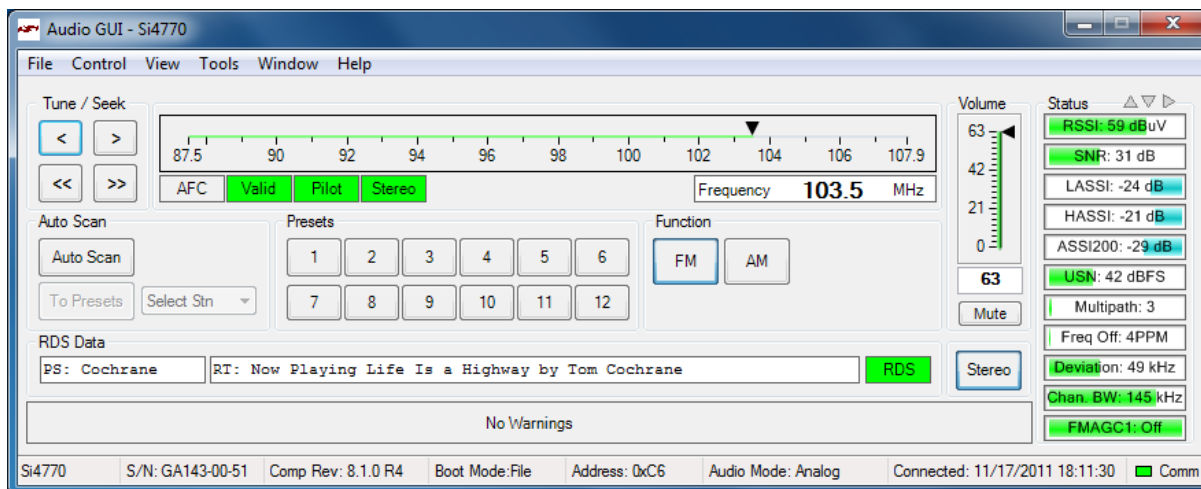 Audio GUI - Si4770
File Control View Tools Window Help
Tune / Seek
< >
<< >>
87.5 90 92 94 96 98 100 102 104 106 107.9
AFC Valid Pilot Stereo
Frequency 103.5 MHz
Auto Scan
Auto Scan
To Presets Select Stn
Presets
1 2 3 4 5 6
7 8 9 10 11 12
Function
FM AM
Volume
63
42
21
0
63
Mute
RDS Data
PS: Cochrane RT: Now Playing Life Is a Highway by Tom Cochrane RDS
Stereo
No Warnings
Status
RSSI: 59 dBuV
SNR: 31 dB
LASSI: -24 dB
HASSI: -21 dB
ASSI200: -29 dB
USN: 42 dBFS
Multipath: 3
Freq Off: 4PPM
Deviation: 49 kHz
Chan. BW: 145 kHz
FMAGC1: Off
Si4770 S/N: GA143-00-51 Comp Rev: 8.1.0 R4 Boot Mode:File Address: 0xC6 Audio Mode: Analog Connected: 11/17/2011 18:11:30 Comm